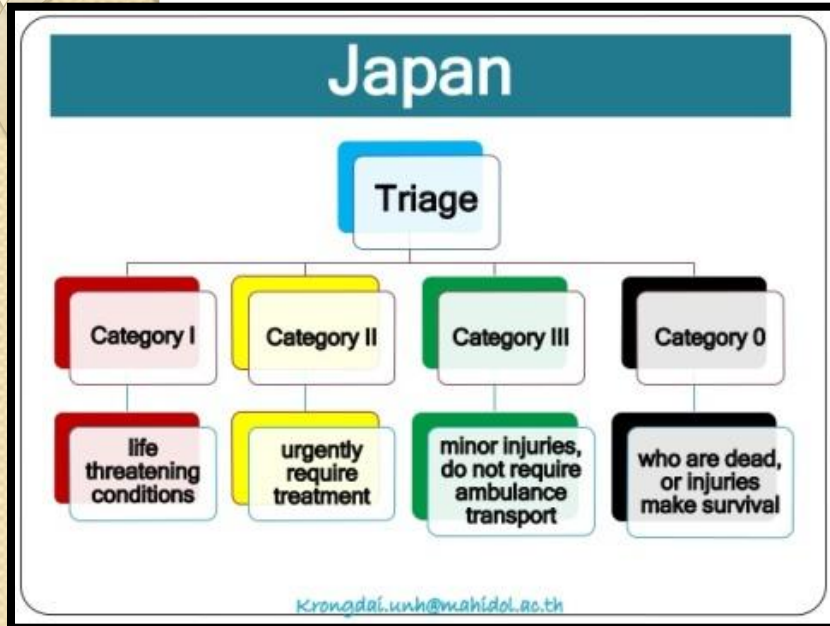 Japan
Triage
Category I
Category II
Category III
Category 0
life
threatening
conditions
urgently
require
treatment
minor injuries,
do not require
ambulance
transport
who are dead,
or injuries
make survival
Krongdai.unh@mahidol.ac.th